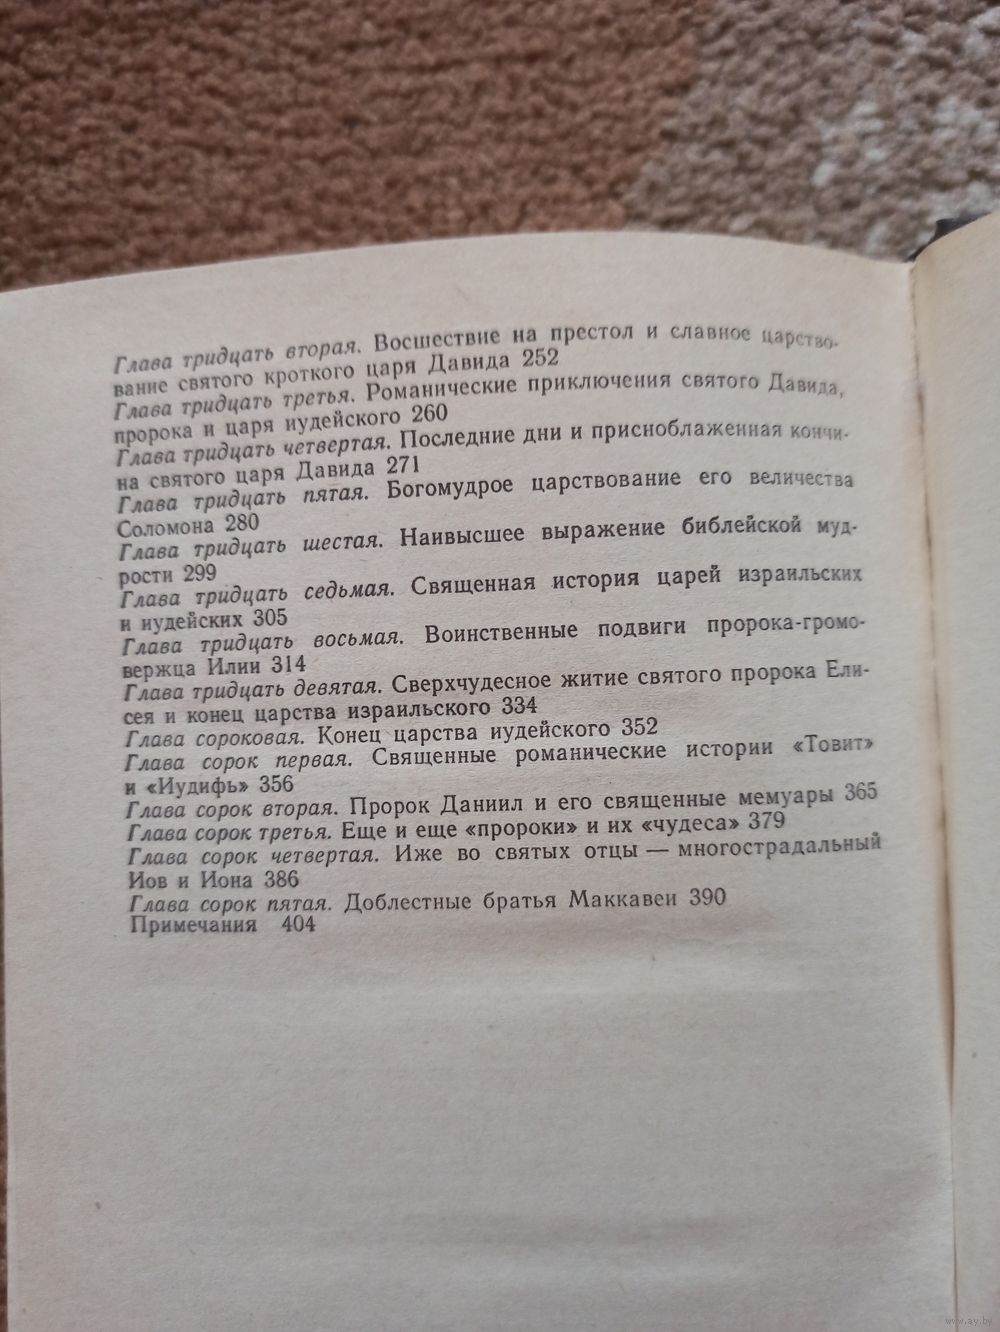 Глава тридцать вторая. Восшествие на престол и славное царство-
вание святого кроткого царя Давида 252
Глава тридцать третья. Романические приключения святого Давида,
пророка и царя иудейского 260
Глава тридцать четвертая. Последние дни и присноблаженная кончи-
на святого царя Давида 271
Глава тридцать пятая. Богомудрое царствование его величества
Соломона 280
Глава тридцать шестая. Наивысшее выражение библейской муд-
рости 299
Глава тридцать седьмая. Священная история царей израильских
и иудейских 305
Глава тридцать восьмая. Воинственные подвиги пророка-громо-
вержца Илии 314
Глава тридцать девятая. Сверхчудесное житие святого пророка Ели-
сея и конец царства израильского 334
Глава сороковая. Конец царства иудейского 352
Глава сорок первая. Священные романические истории «Товит»
и «Иудифь» 356
Глава сорок вторая. Пророк Даниил и его священные мемуары 365
Глава сорок третья. Еще и еще «пророки» и их «чудеса» 379
Глава сорок четвертая. Иже во святых отцы — многострадальный
Иов и Иона 386
Глава сорок пятая. Доблестные братья Маккавеи 390
Примечания 404
www.ay.by